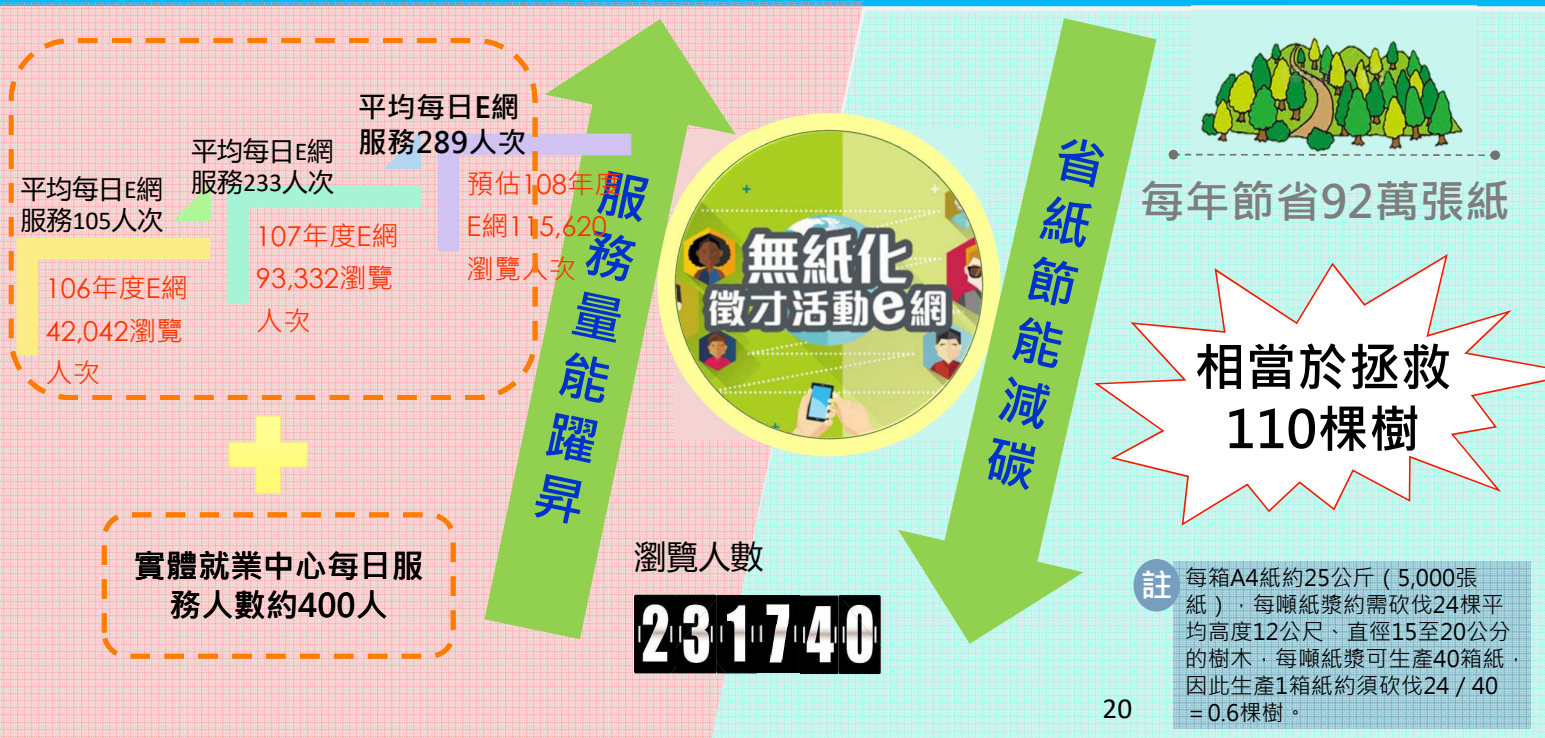 平均每日E網
服務105人次
106年度E網
42,042瀏覽
人次
平均每日E網
服務233人次
107年度E網
93,332瀏覽
人次
平均每日E網
服務289人次
預估108年度
E網115,620
瀏覽人次
實體就業中心每日服
務人數約400人
服務量能躍昇
無紙化
徵才活動e網
瀏覽人數
231740
省紙節能減碳
每年節省92萬張紙
相當於拯救
110棵樹
註
每箱A4紙約25公斤（5,000張
紙），每噸紙漿約需砍伐24棵平
均高度12公尺、直徑15至20公分
的樹木，每噸紙漿可生產40箱紙，
因此生產1箱紙約須砍伐24 / 40
＝0.6棵樹。
20